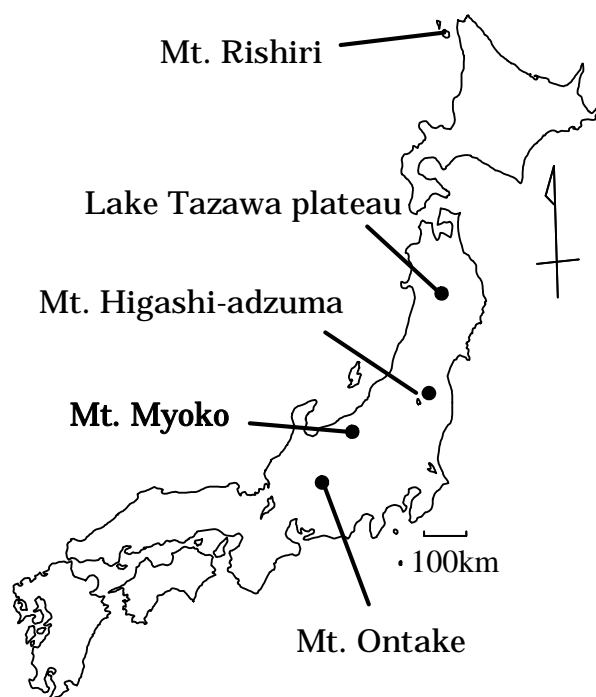 Mt. Rishiri
Lake Tazawa plateau
Mt. Higashi-adzuma
Mt. Myoko
100km
Mt. Ontake